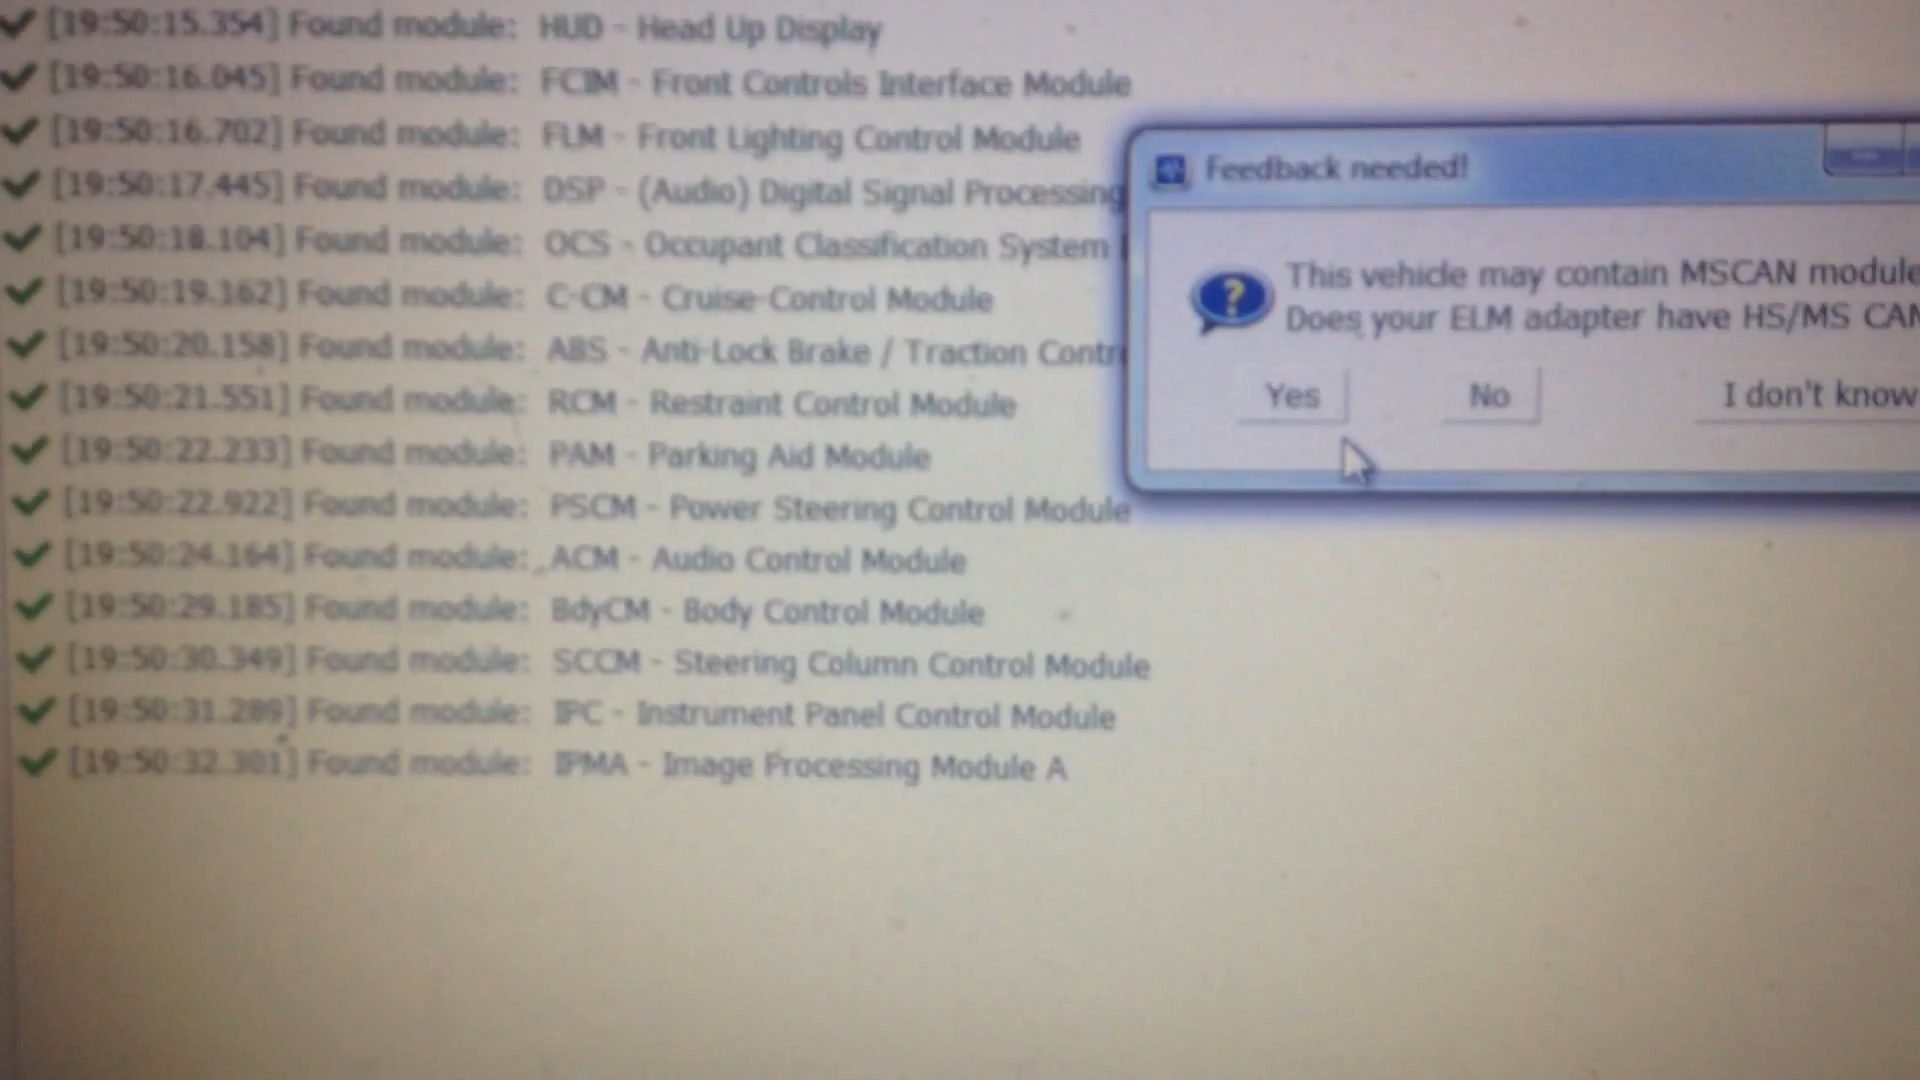 [19:50:15.354] Found module: HUD - Head Up Display
[19:50:16.045] Found module: FCIM - Front Controls Interface Module
[19:50:16.702] Found module: FLM - Front Lighting Control Module
[19:50:17.445] Found module: DSP - (Audio) Digital Signal Processing
[19:50:18.104] Found module: OCS - Occupant Classification System
[19:50:19.162] Found module: C-CM - Cruise-Control Module
[19:50:20.158] Found module: ABS - Anti-Lock Brake / Traction Contr
[19:50:21.551] Found module: RCM - Restraint Control Module
[19:50:22.233] Found module: PAM - Parking Aid Module
[19:50:22.922] Found module: PSCM - Power Steering Control Module
[19:50:24.164] Found module: ACM - Audio Control Module
[19:50:29.185] Found module: BdyCM - Body Control Module
[19:50:30.349] Found module: SCCM - Steering Column Control Module
[19:50:31.289] Found module: IPC - Instrument Panel Control Module
[19:50:32.301] Found module: IPMA - Image Processing Module A
Feedback needed!
This vehicle may contain MSCAN module
Does your ELM adapter have HS/MS CAN
Yes No I don't know